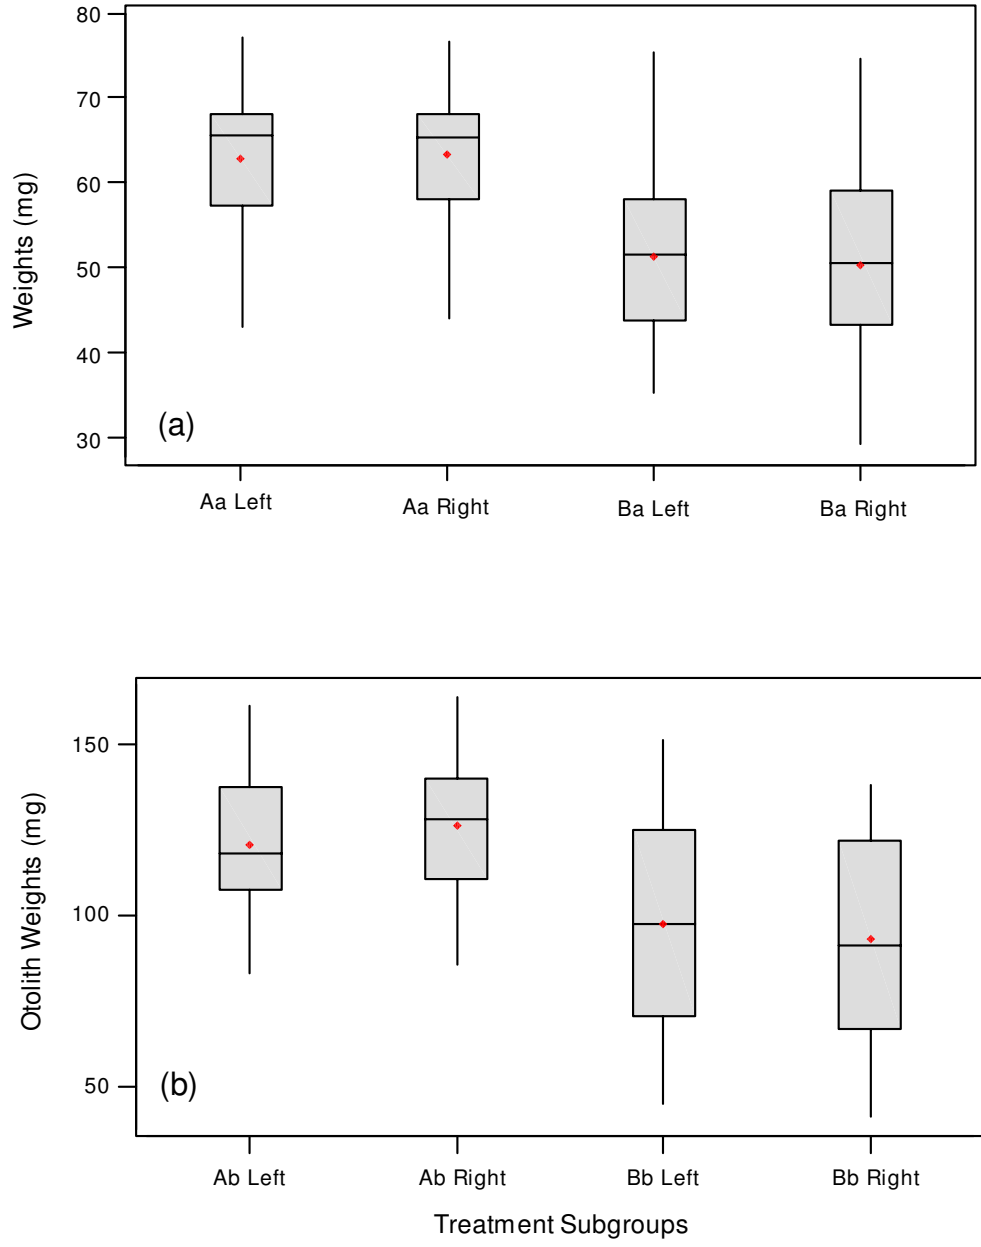 80
70
60
50
40
30
Weights (mg)
(a)
Aa Left Aa Right Ba Left Ba Right
150
100
50
Otolith Weights (mg)
(b)
Ab Left Ab Right Bb Left Bb Right
Treatment Subgroups